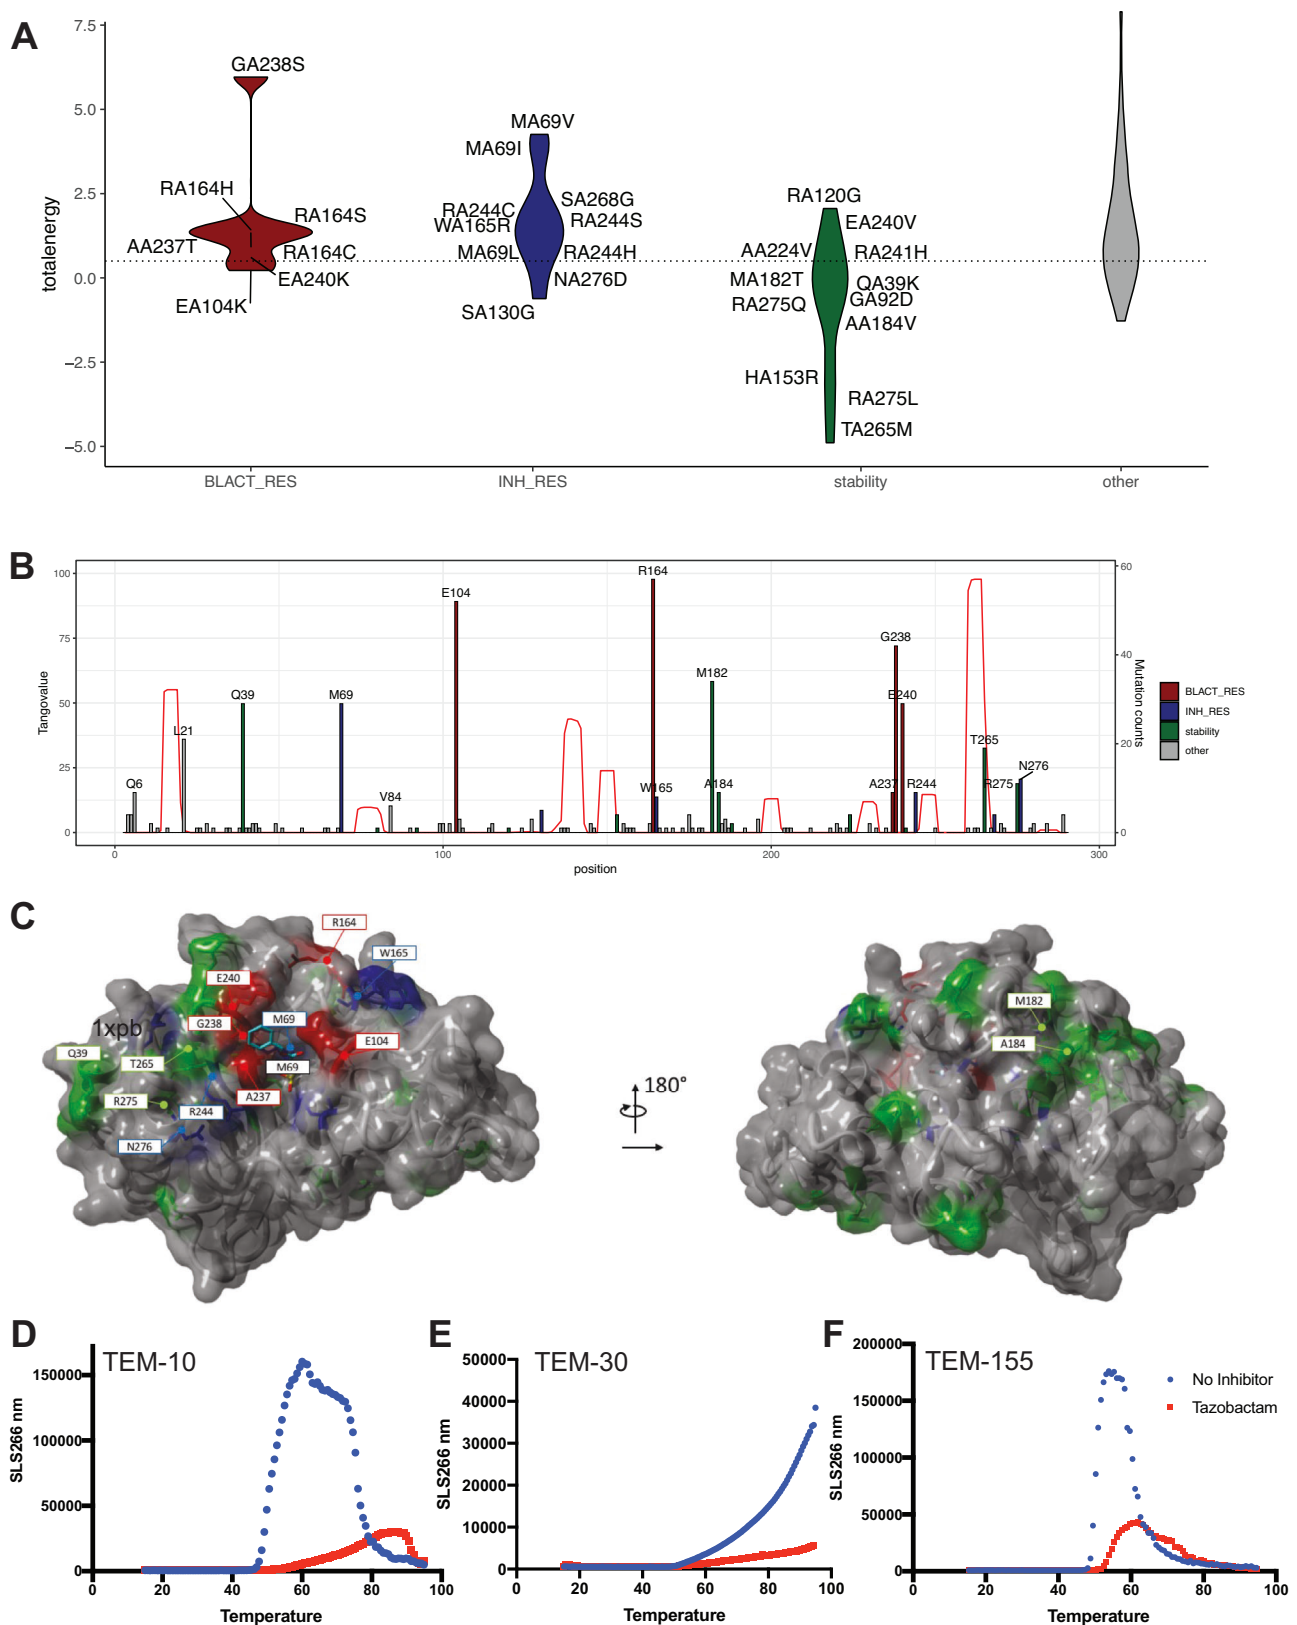 A
7.5
5.0
2.5
0.0
−2.5
−5.0
totalenergy
GA238S
RA164H
RA164S
AA237T
RA164C
EA240K
EA104K
MA69V
MA69I
SA268G
RA244C
RA244S
WA165R
MA69L
RA244H
NA276D
SA130G
RA120G
EA240V
AA224V
RA241H
MA182T
QA39K
GA92D
RA275Q
AA184V
HA153R
RA275L
TA265M
BLACT_RES
INH_RES
stability
other
B
100
75
50
25
0
Tangovalue
60
40
20
0
Mutation counts
Q6
L21
Q39
M69
V84
E104
R164
W165
M182
A184
G238
E240
A237
R244
T265
R275
N276
0
100
200
300
position
BLACT_RES
INH_RES
stability
other
C
R164
W165
E240
1xpb
M69
G238
E104
Q39
T265
M69
A237
R275
R244
N276
180°
M182
A184
D
TEM-10
150000
100000
50000
0
SLS266 nm
0 20 40 60 80 100
Temperature
E
TEM-30
50000
40000
30000
20000
10000
0
SLS266 nm
0 20 40 60 80 100
Temperature
F
TEM-155
200000
150000
100000
50000
0
SLS266 nm
0 20 40 60 80 100
Temperature
No Inhibitor
Tazobactam